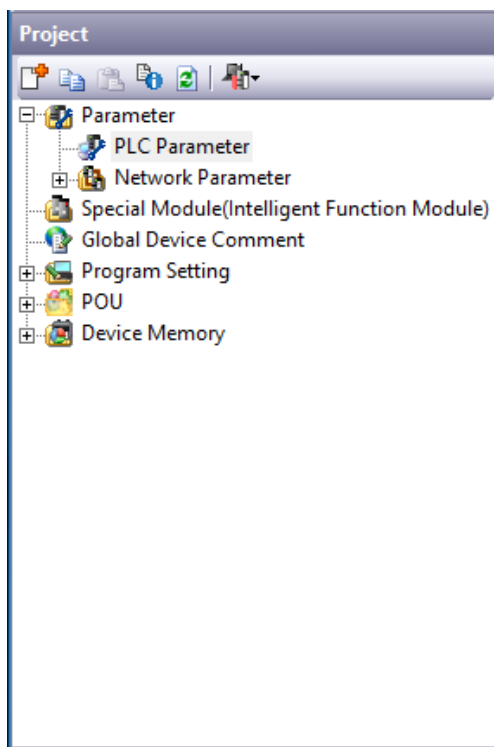 Project
Parameter
PLC Parameter
Network Parameter
Special Module(Intelligent Function Module)
Global Device Comment
Program Setting
POU
Device Memory